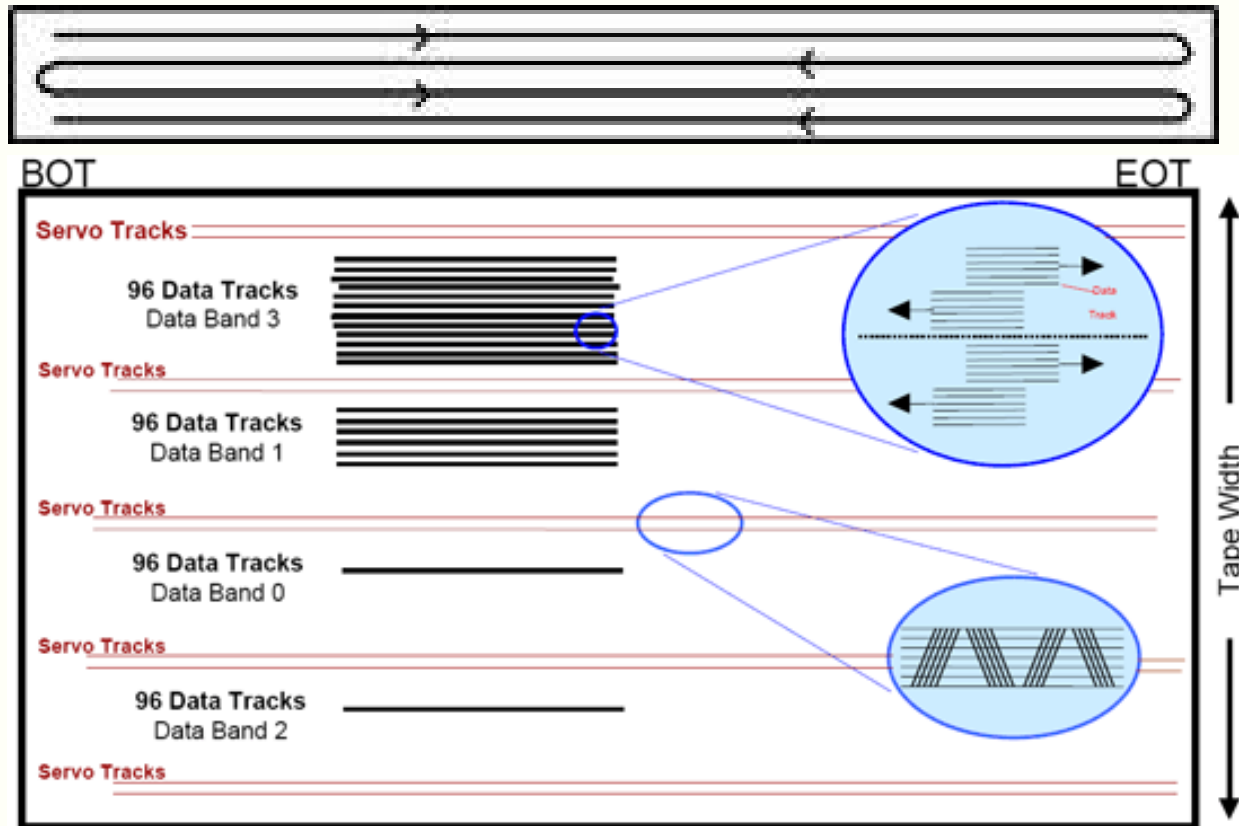 BOT
EOT
Servo Tracks
96 Data Tracks
Data Band 3
Data
Track
Servo Tracks
96 Data Tracks
Data Band 1
Servo Tracks
96 Data Tracks
Data Band 0
Servo Tracks
96 Data Tracks
Data Band 2
Servo Tracks
Tape Width